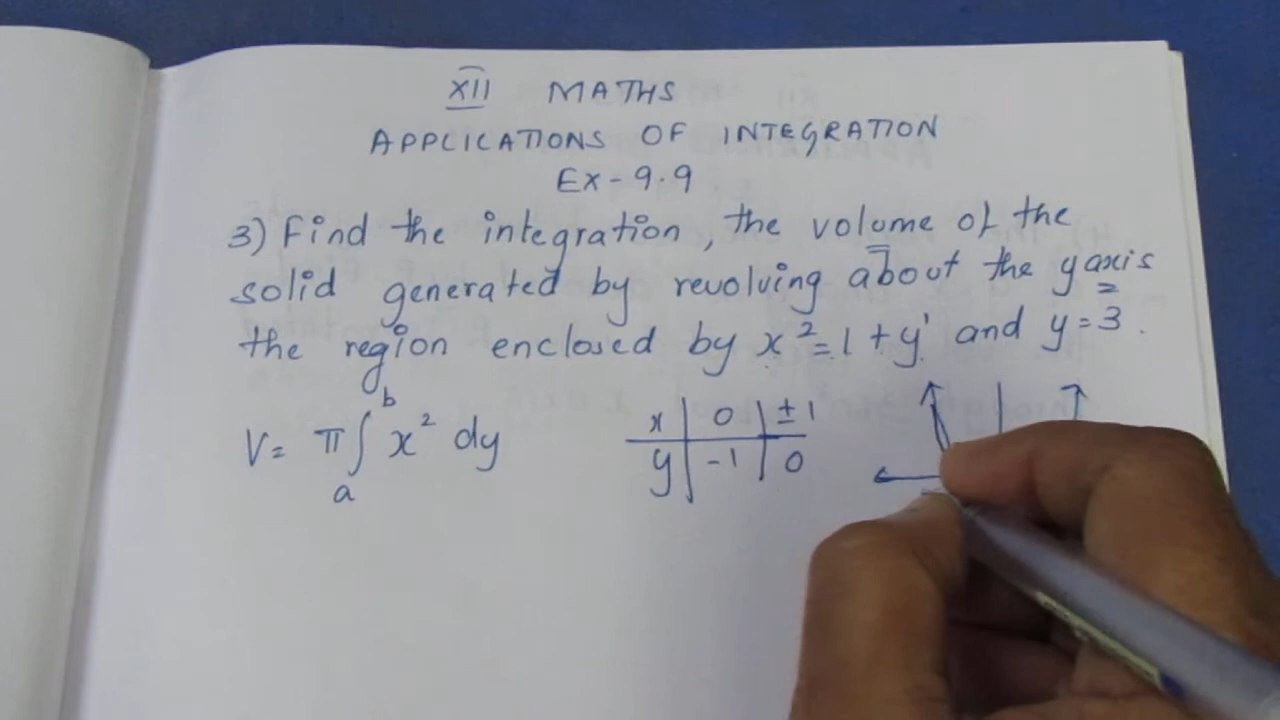 XII MATHS
APPLICATIONS OF INTEGRATION
Ex-9.9
3) Find the integration, the volume of the
solid generated by revolving about the y axis
the region enclosed by x²=1+y' and y=3.
V= π∫ₐᵇ x² dy
x | 0 | ±1
y | -1 | 0